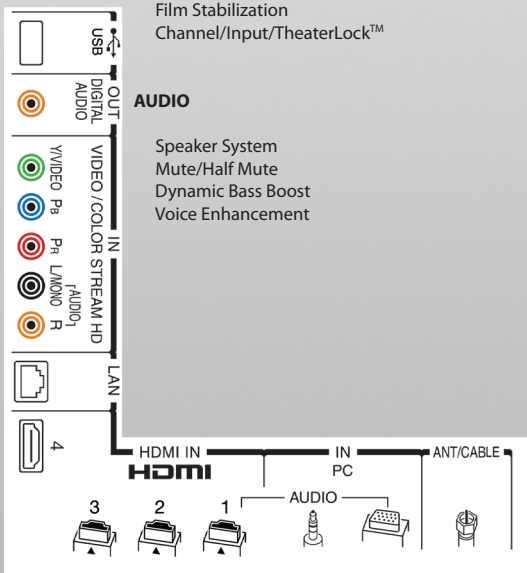 Film Stabilization
Channel/Input/TheaterLock™
AUDIO
Speaker System
Mute/Half Mute
Dynamic Bass Boost
Voice Enhancement
USB
OUT
DIGITAL
AUDIO
IN
VIDEO / COLOR STREAM HD
Y/VIDEO PB PR L/MONO R
AUDIO
LAN
4
HDMI IN
HDMI
IN
PC
ANT/CABLE
AUDIO
3 2 1